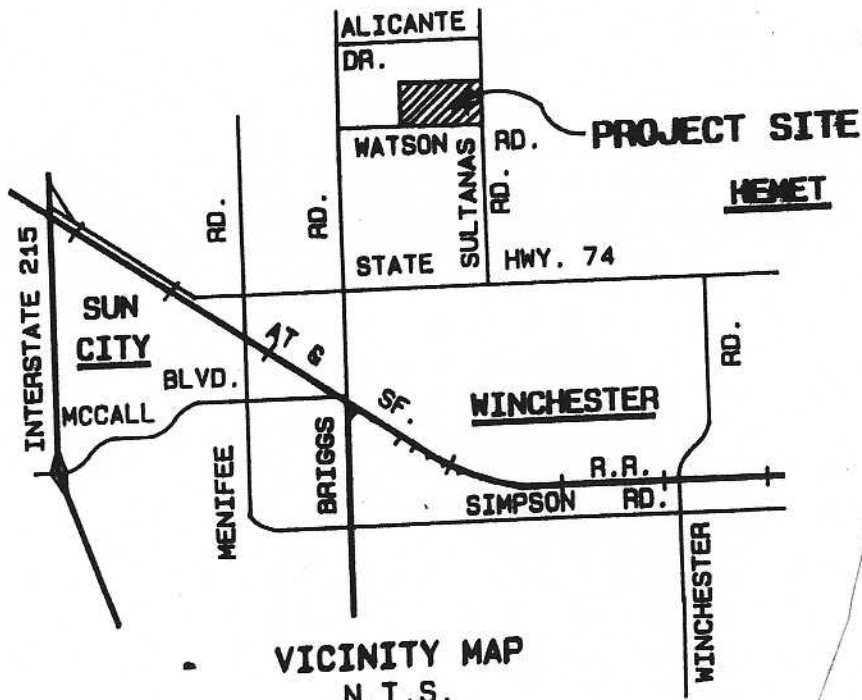 ALICANTE
DR.
PROJECT SITE
WATSON RD.
SULTANAS RD.
HEMET
RD.
RD.
STATE HWY. 74
INTERSTATE 215
SUN
CITY
AT & SF. R.R.
BLVD.
MCCALL
WINCHESTER
RD.
MENIFEE
BRIGGS
SIMPSON RD.
WINCHESTER
VICINITY MAP
N.T.S.